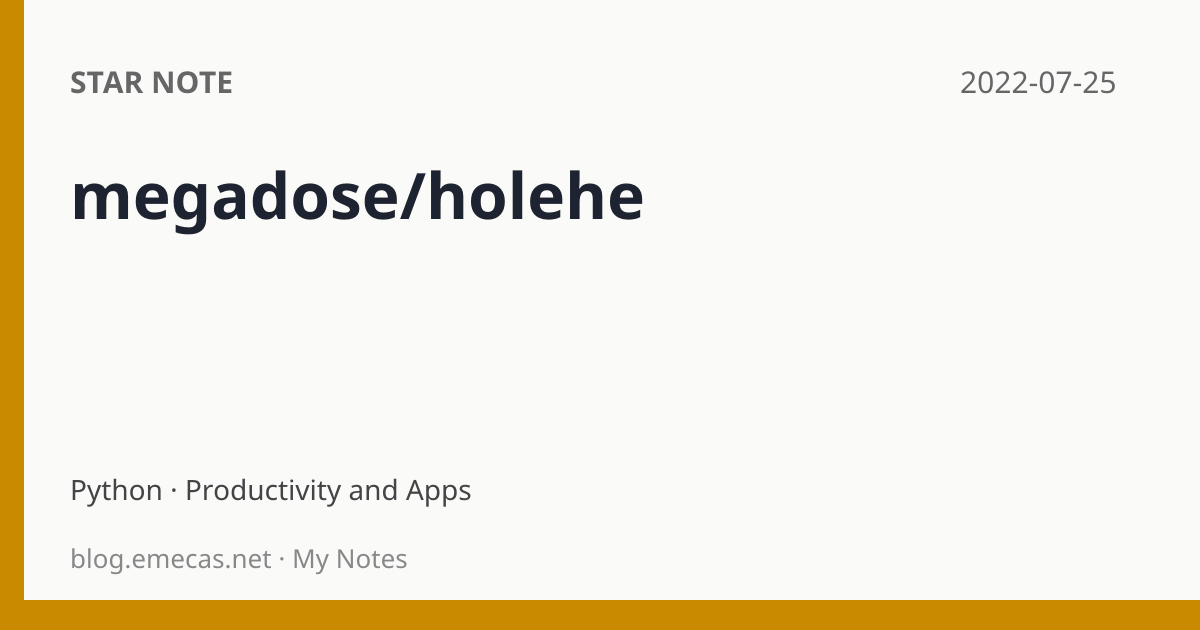 STAR NOTE
2022-07-25
megadose/holehe
Python · Productivity and Apps
blog.emecas.net · My Notes